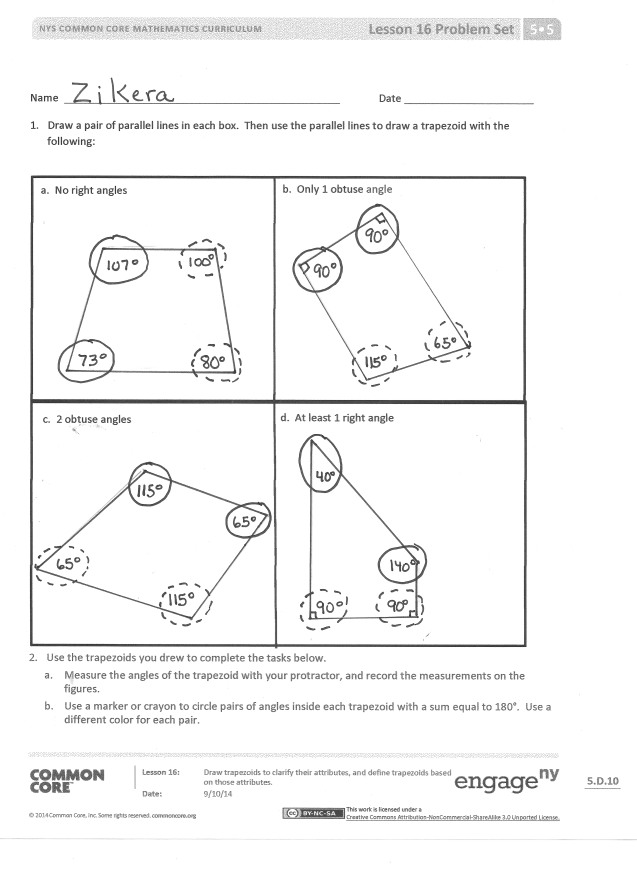 NYS COMMON CORE MATHEMATICS CURRICULUM Lesson 16 Problem Set 5•5
Name Zikera Date
1. Draw a pair of parallel lines in each box. Then use the parallel lines to draw a trapezoid with the
following:
a. No right angles
107° 100°
73° 80°
b. Only 1 obtuse angle
90°
90°
65°
115°
c. 2 obtuse angles
115°
65°
65°
115°
d. At least 1 right angle
40°
140°
90° 90°
2. Use the trapezoids you drew to complete the tasks below.
a. Measure the angles of the trapezoid with your protractor, and record the measurements on the
figures.
b. Use a marker or crayon to circle pairs of angles inside each trapezoid with a sum equal to 180°. Use a
different color for each pair.
COMMON
CORE™
Lesson 16: Draw trapezoids to clarify their attributes, and define trapezoids based
on those attributes.
Date: 9/10/14
engageny
5.D.10
© 2014 Common Core, Inc. Some rights reserved. commoncore.org
(cc) BY-NC-SA
This work is licensed under a
Creative Commons Attribution-NonCommercial-ShareAlike 3.0 Unported License.